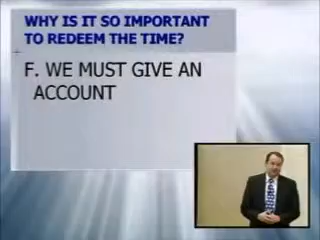 WHY IS IT SO IMPORTANT
TO REDEEM THE TIME?
F. WE MUST GIVE AN
ACCOUNT